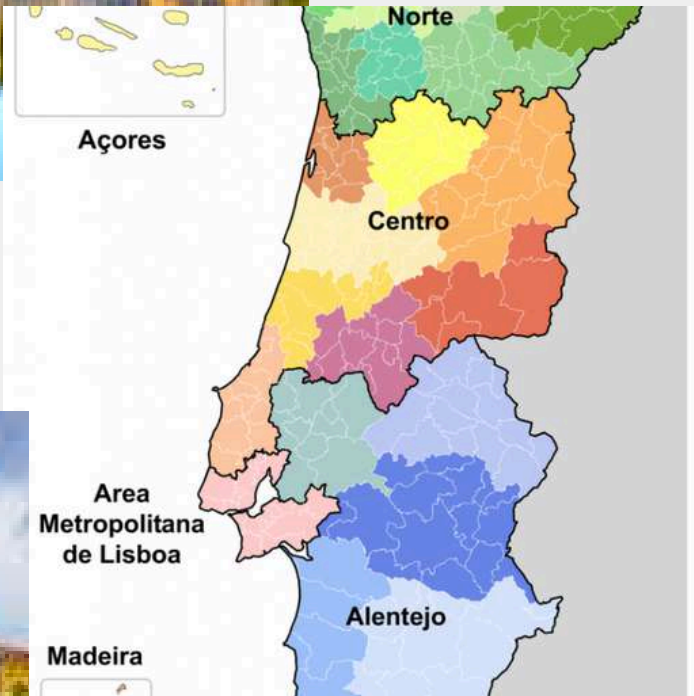 Norte
Açores
Centro
Area
Metropolitana
de Lisboa
Alentejo
Madeira